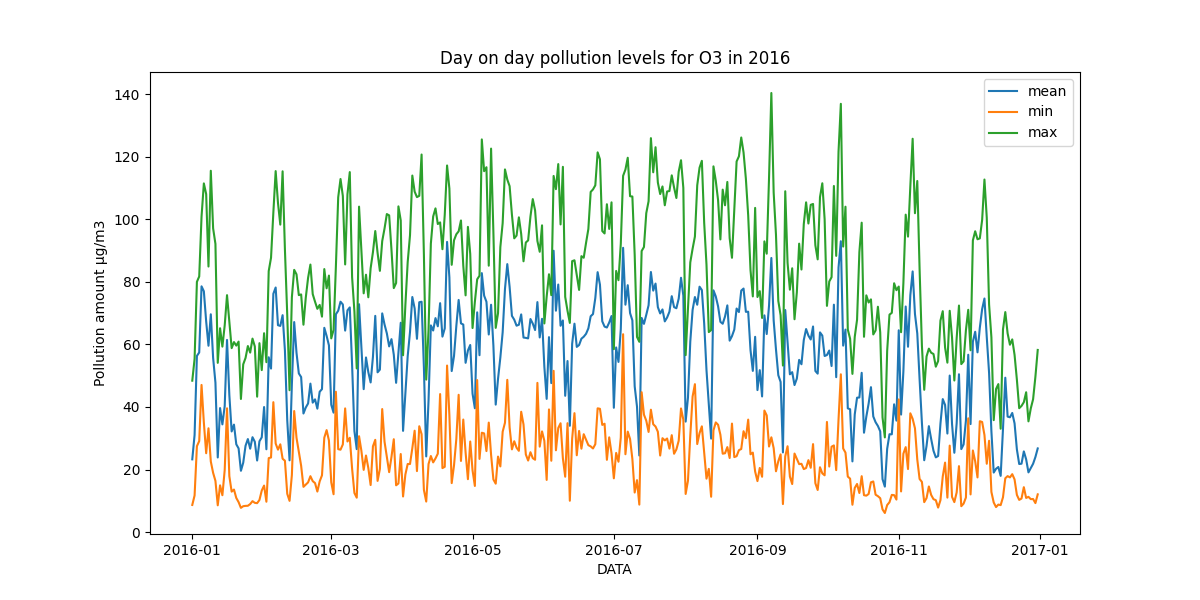 Day on day pollution levels for O3 in 2016
mean
min
max
Pollution amount µg/m3
140
120
100
80
60
40
20
0
2016-01
2016-03
2016-05
2016-07
2016-09
2016-11
2017-01
DATA